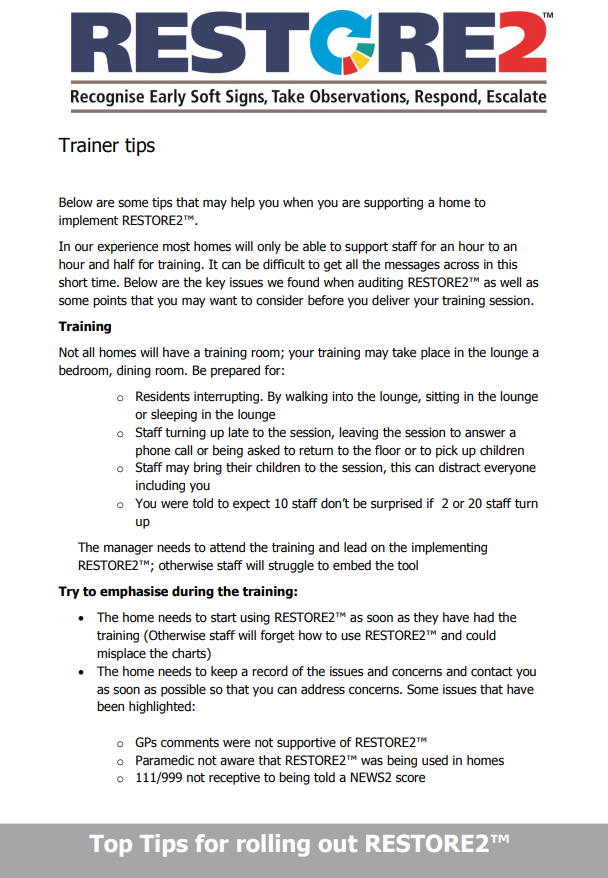 RESTORE2™
Recognise Early Soft Signs, Take Observations, Respond, Escalate
Trainer tips
Below are some tips that may help you when you are supporting a home to
implement RESTORE2™.
In our experience most homes will only be able to support staff for an hour to an
hour and half for training. It can be difficult to get all the messages across in this
short time. Below are the key issues we found when auditing RESTORE2™ as well as
some points that you may want to consider before you deliver your training session.
Training
Not all homes will have a training room; your training may take place in the lounge a
bedroom, dining room. Be prepared for:
o Residents interrupting. By walking into the lounge, sitting in the lounge
or sleeping in the lounge
o Staff turning up late to the session, leaving the session to answer a
phone call or being asked to return to the floor or to pick up children
o Staff may bring their children to the session, this can distract everyone
including you
o You were told to expect 10 staff don't be surprised if 2 or 20 staff turn
up
The manager needs to attend the training and lead on the implementing
RESTORE2™; otherwise staff will struggle to embed the tool
Try to emphasise during the training:
• The home needs to start using RESTORE2™ as soon as they have had the
training (Otherwise staff will forget how to use RESTORE2™ and could
misplace the charts)
• The home needs to keep a record of the issues and concerns and contact you
as soon as possible so that you can address concerns. Some issues that have
been highlighted:
o GPs comments were not supportive of RESTORE2™
o Paramedic not aware that RESTORE2™ was being used in homes
o 111/999 not receptive to being told a NEWS2 score
Top Tips for rolling out RESTORE2™